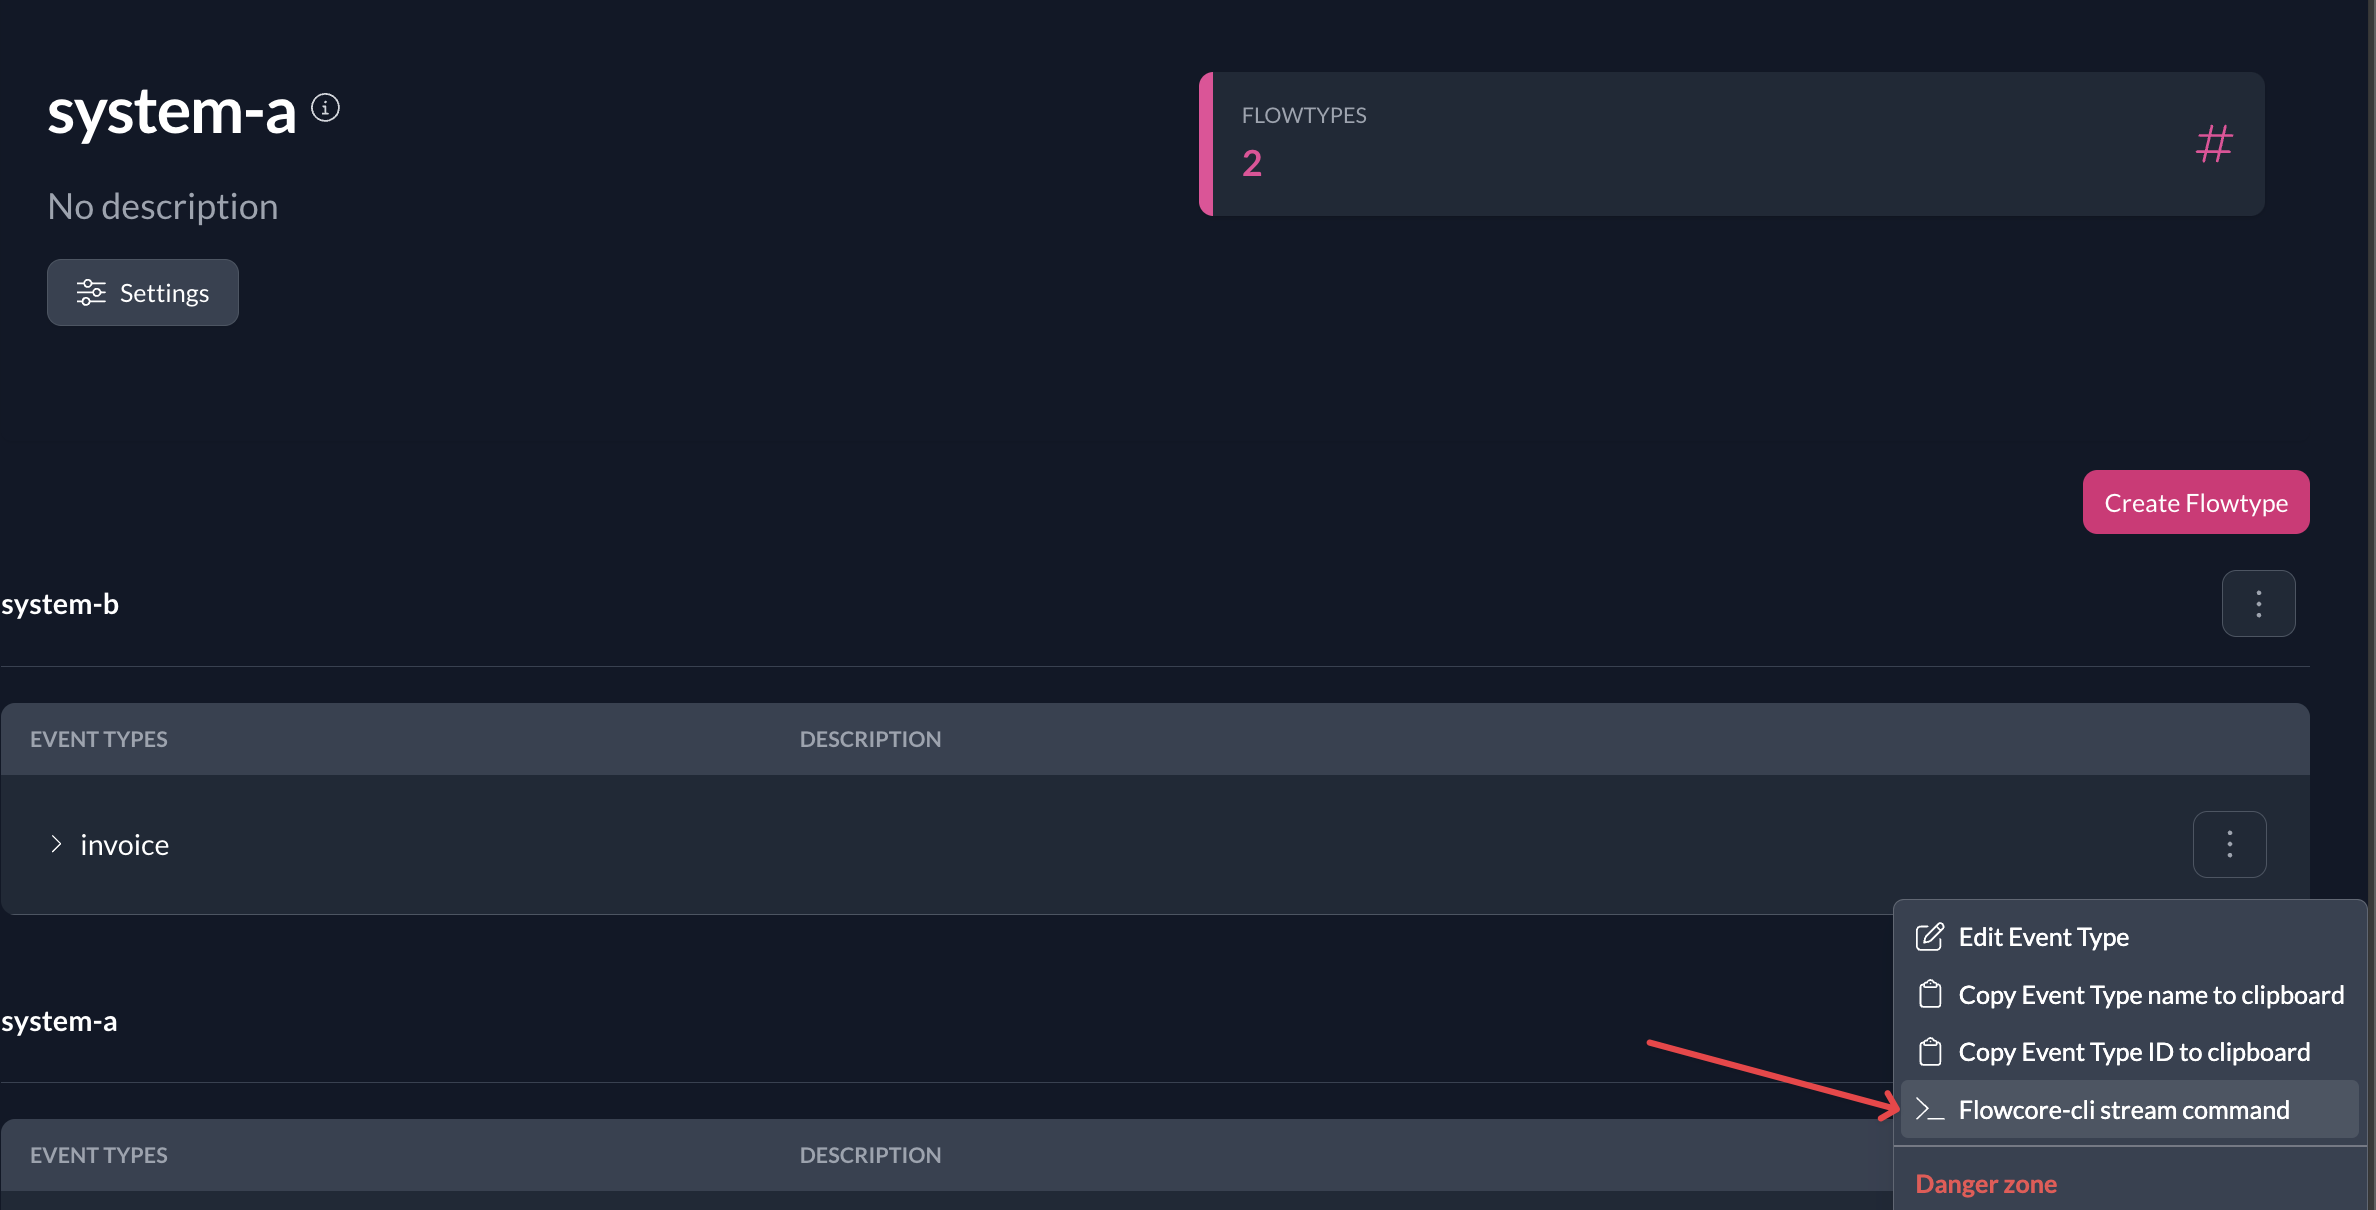 system-a
No description
Settings
FLOWTYPES
2
Create Flowtype
system-b
EVENT TYPES DESCRIPTION
invoice
Edit Event Type
Copy Event Type name to clipboard
Copy Event Type ID to clipboard
Flowcore-cli stream command
Danger zone
system-a
EVENT TYPES DESCRIPTION